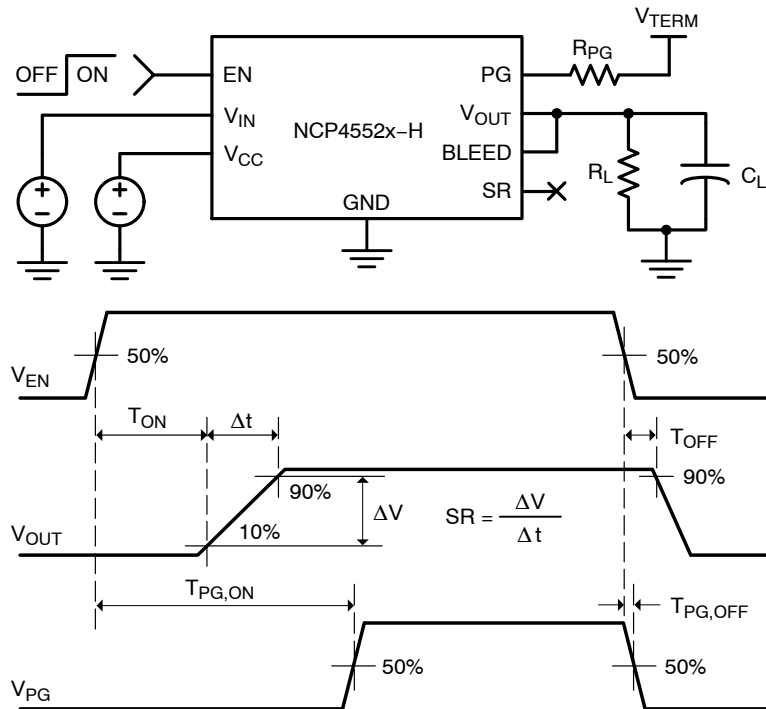 V_TERM
R_PG
OFF ON
EN
PG
V_IN
V_OUT
NCP4552x−H
V_CC
BLEED
R_L
C_L
SR
GND
+
−
+
−
50%
50%
V_EN
T_ON
Δt
T_OFF
90%
90%
ΔV
SR = ΔV / Δt
10%
V_OUT
T_PG,ON
T_PG,OFF
50%
50%
V_PG